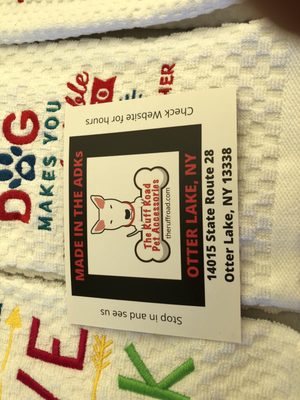 Check Website for hours
MADE IN THE ADKs
The Ruff Road
Pet Accessories
theruffroad.com
OTTER LAKE, NY
14015 State Route 28
Otter Lake, NY 13338
Stop in and see us
DOG
MAKES YOU